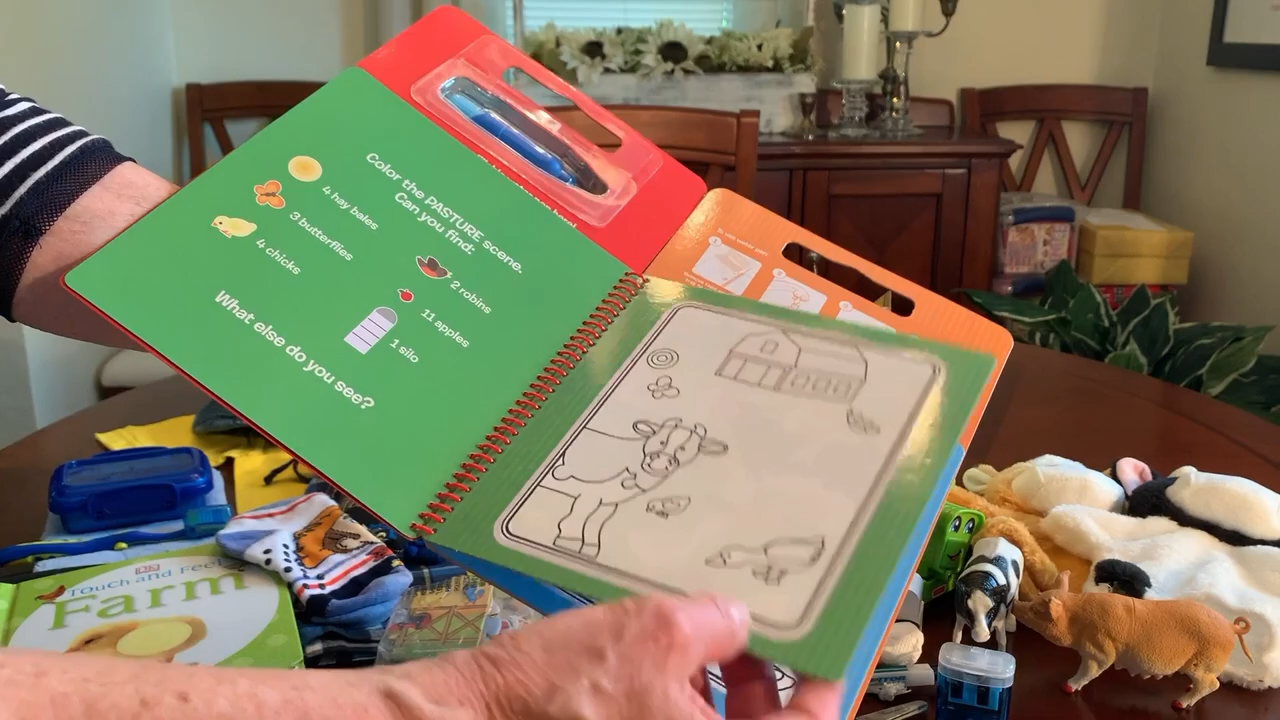 Color the PASTURE scene.
Can you find:
4 hay bales
3 butterflies
4 chicks
2 robins
11 apples
1 silo
What else do you see?
DK
Touch and Feel
Farm